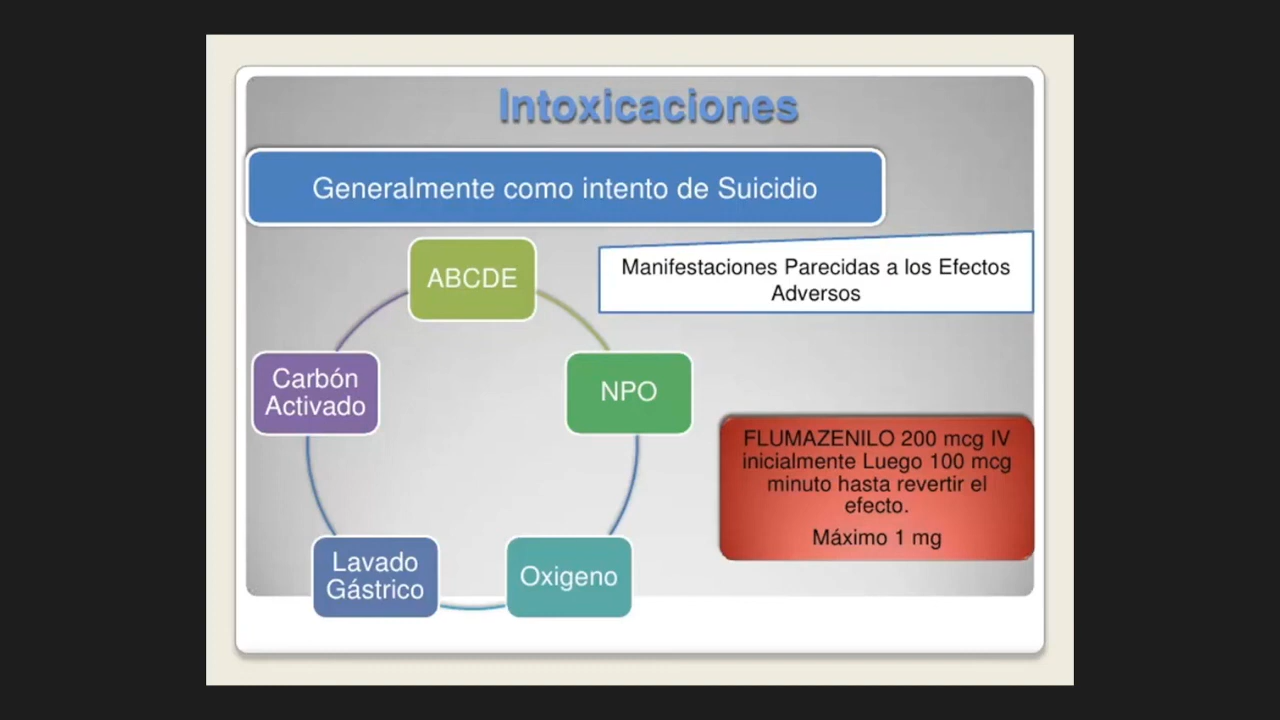 Intoxicaciones
Generalmente como intento de Suicidio
Manifestaciones Parecidas a los Efectos
Adversos
ABCDE
NPO
Oxigeno
Lavado
Gástrico
Carbón
Activado
FLUMAZENILO 200 mcg IV
inicialmente Luego 100 mcg
minuto hasta revertir el
efecto.
Máximo 1 mg